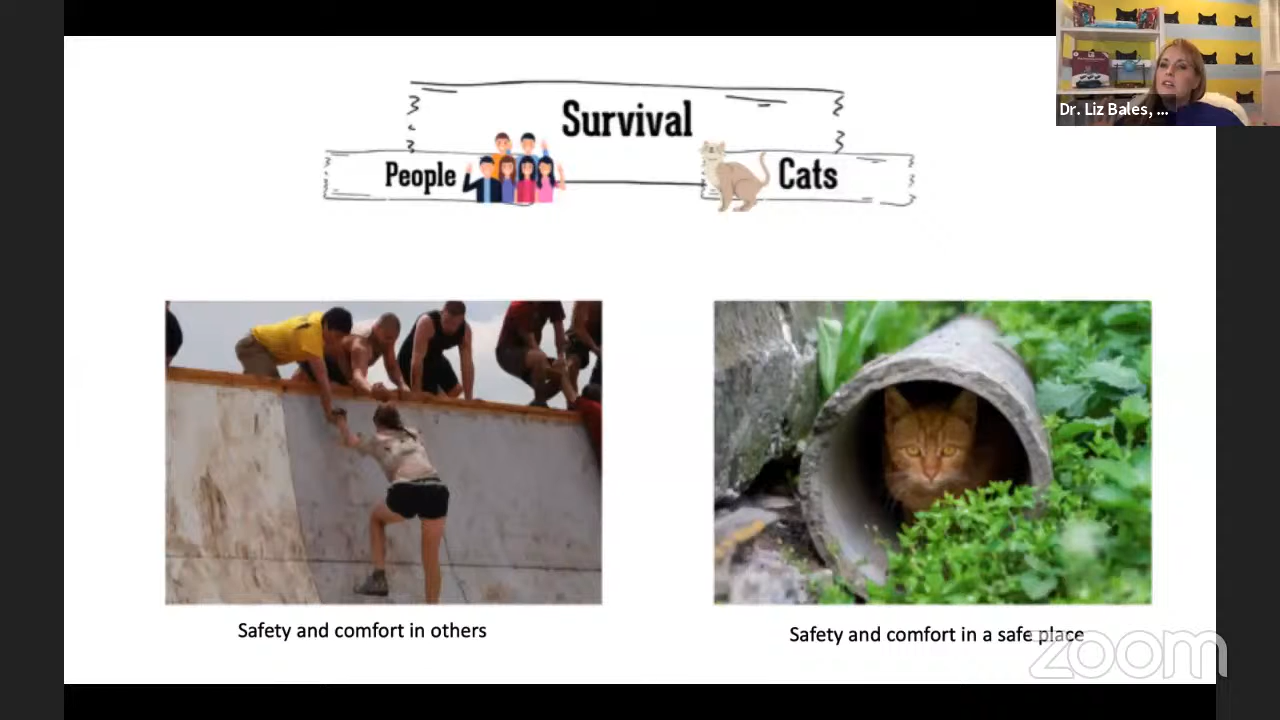 Survival
People
Cats
Dr. Liz Bales, ...
Safety and comfort in others
Safety and comfort in a safe place
zoom